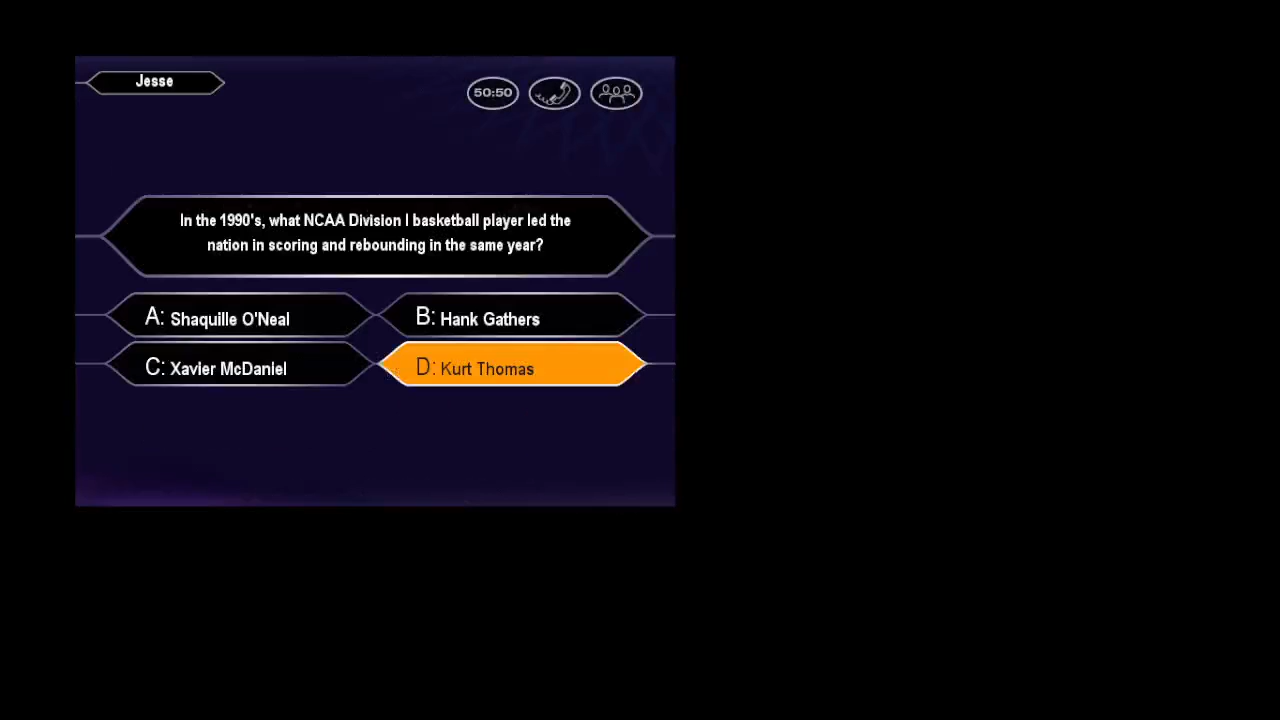 Jesse
50:50
In the 1990's, what NCAA Division I basketball player led the
nation in scoring and rebounding in the same year?
A: Shaquille O'Neal
B: Hank Gathers
C: Xavier McDaniel
D: Kurt Thomas